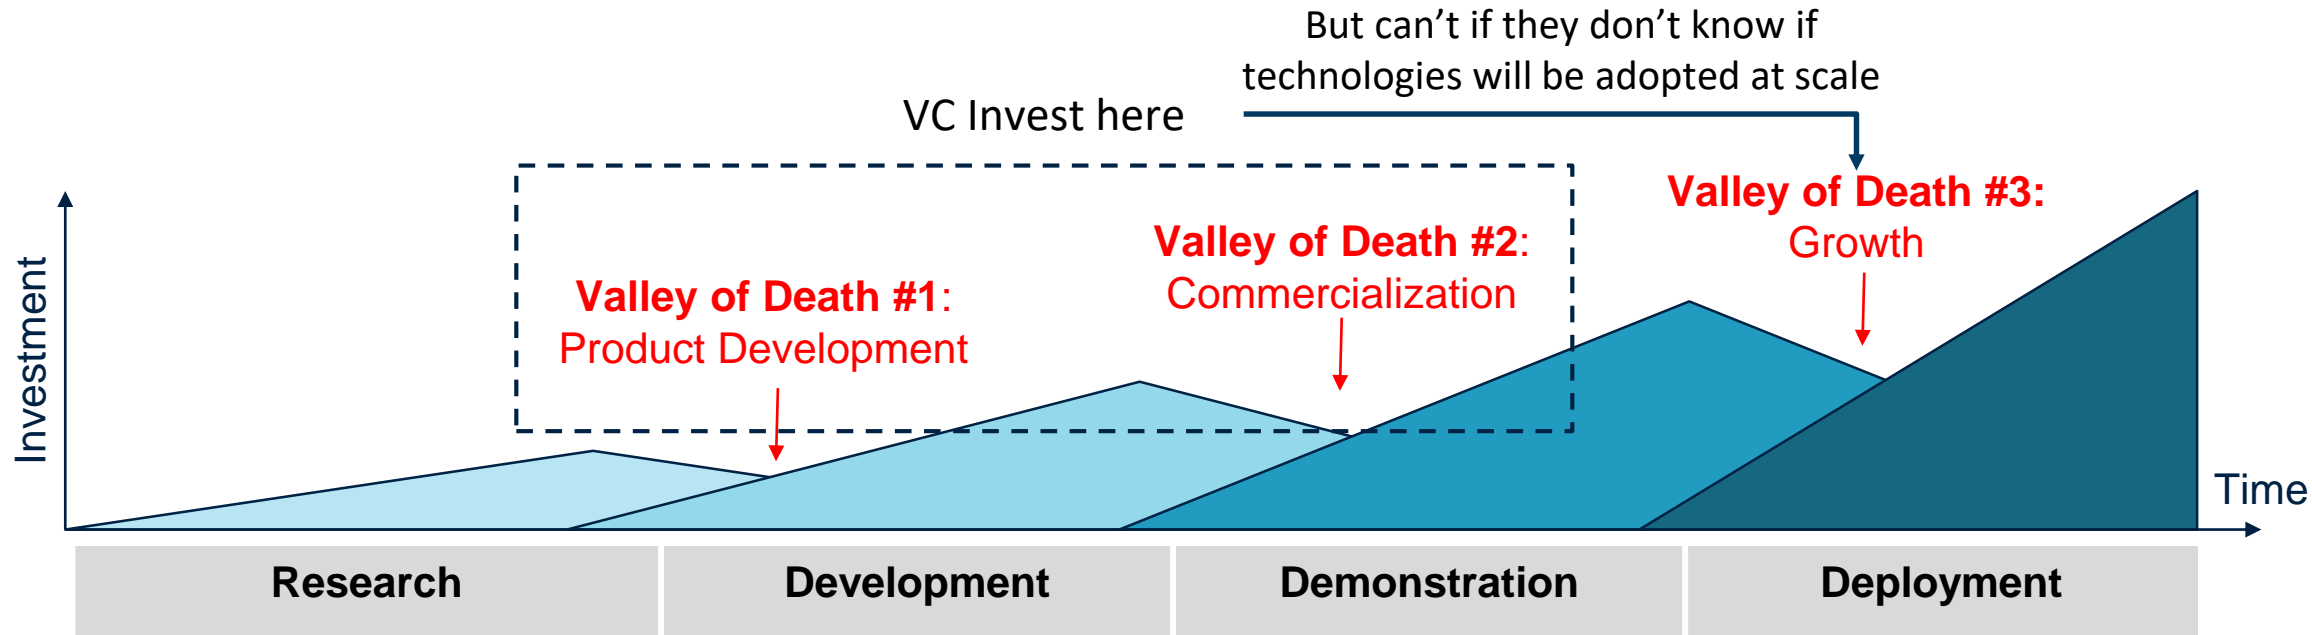 But can’t if they don’t know if
technologies will be adopted at scale
VC Invest here
Valley of Death #3:
Growth
Valley of Death #2:
Commercialization
Valley of Death #1:
Product Development
Investment
Time
Research
Development
Demonstration
Deployment